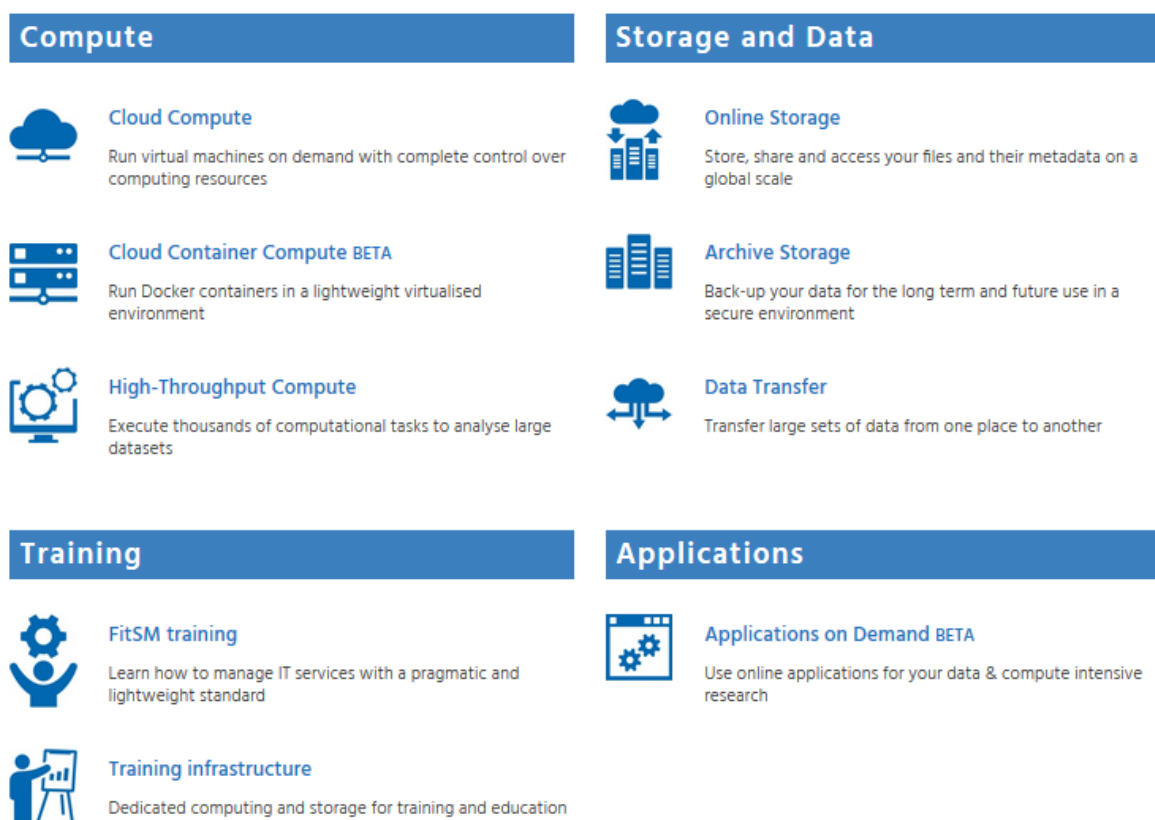 Compute
Cloud Compute
Run virtual machines on demand with complete control over
computing resources
Cloud Container Compute BETA
Run Docker containers in a lightweight virtualised
environment
High-Throughput Compute
Execute thousands of computational tasks to analyse large
datasets
Storage and Data
Online Storage
Store, share and access your files and their metadata on a
global scale
Archive Storage
Back-up your data for the long term and future use in a
secure environment
Data Transfer
Transfer large sets of data from one place to another
Training
FitSM training
Learn how to manage IT services with a pragmatic and
lightweight standard
Training infrastructure
Dedicated computing and storage for training and education
Applications
Applications on Demand BETA
Use online applications for your data & compute intensive
research